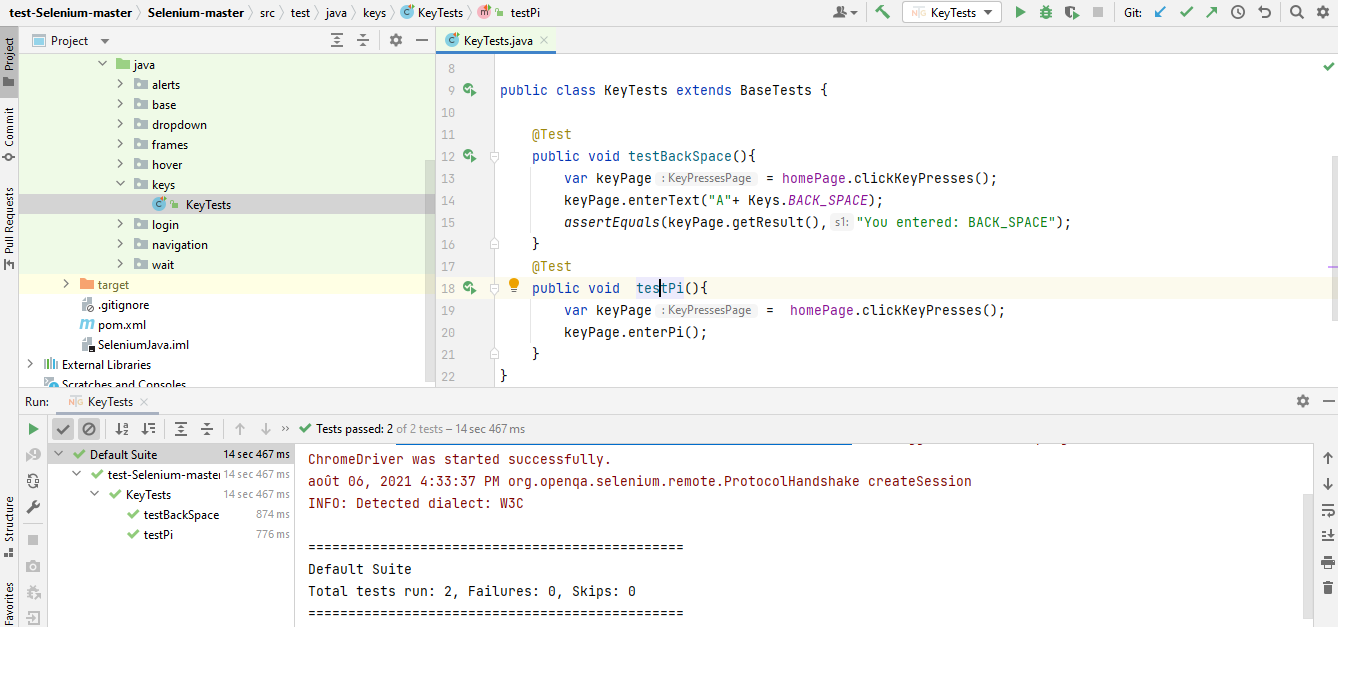 test-Selenium-master Selenium-master src test java keys KeyTests testPi KeyTests Git:
Project
KeyTests.java
java
alerts
base
dropdown
frames
hover
keys
KeyTests
login
navigation
wait
target
.gitignore
pom.xml
SeleniumJava.iml
External Libraries
Scratches and Consoles
Project
Commit
Pull Requests
Structure
Favorites
8
9 public class KeyTests extends BaseTests {
10
11 @Test
12 public void testBackSpace(){
13 var keyPage : KeyPressesPage = homePage.clickKeyPresses();
14 keyPage.enterText("A"+ Keys.BACK_SPACE);
15 assertEquals(keyPage.getResult(), s1: "You entered: BACK_SPACE");
16 }
17 @Test
18 public void testPi(){
19 var keyPage : KeyPressesPage = homePage.clickKeyPresses();
20 keyPage.enterPi();
21 }
22 }
Run: KeyTests
Tests passed: 2 of 2 tests – 14 sec 467 ms
Default Suite 14 sec 467 ms
test-Selenium-master 14 sec 467 ms
KeyTests 14 sec 467 ms
testBackSpace 874 ms
testPi 776 ms
ChromeDriver was started successfully.
août 06, 2021 4:33:37 PM org.openqa.selenium.remote.ProtocolHandshake createSession
INFO: Detected dialect: W3C
===============================================
Default Suite
Total tests run: 2, Failures: 0, Skips: 0
===============================================